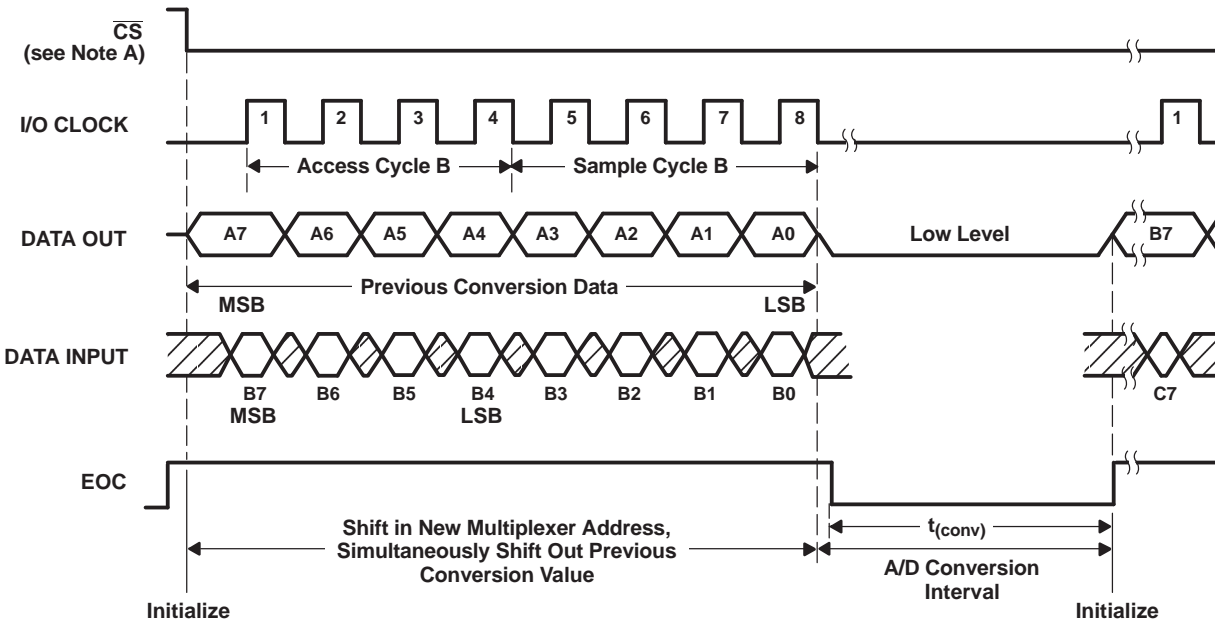 CS
(see Note A)
I/O CLOCK
1 2 3 4 5 6 7 8 1
Access Cycle B Sample Cycle B
DATA OUT
A7 A6 A5 A4 A3 A2 A1 A0 Low Level B7
Previous Conversion Data
MSB LSB
DATA INPUT
B7 B6 B5 B4 B3 B2 B1 B0 C7
MSB LSB
EOC
Shift in New Multiplexer Address,
Simultaneously Shift Out Previous
Conversion Value
t(conv)
A/D Conversion
Interval
Initialize Initialize